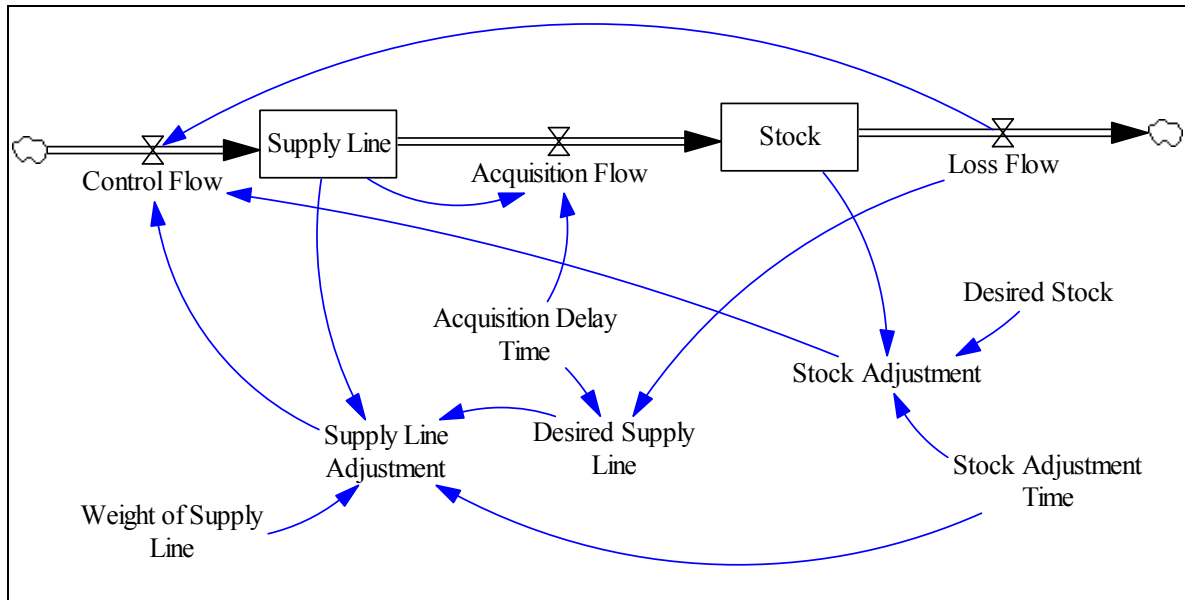 Supply Line
Stock
Control Flow
Acquisition Flow
Loss Flow
Acquisition Delay
Time
Desired Stock
Stock Adjustment
Supply Line
Adjustment
Desired Supply
Line
Stock Adjustment
Time
Weight of Supply
Line